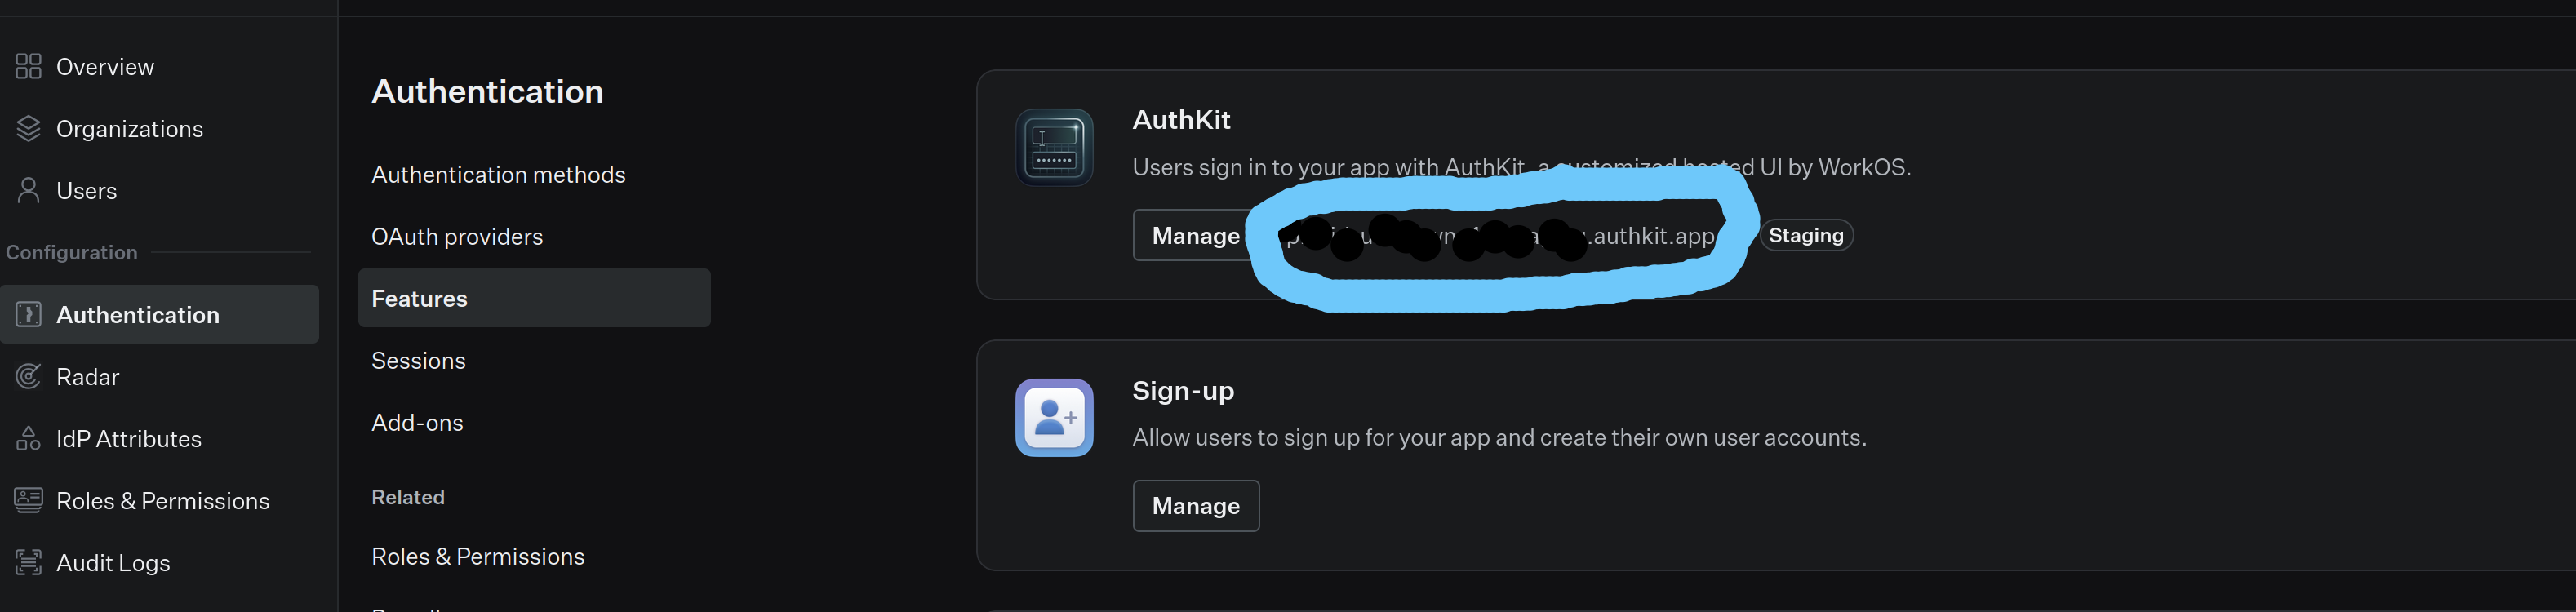 Overview
Organizations
Users
Configuration
Authentication
Radar
IdP Attributes
Roles & Permissions
Audit Logs
Authentication
Authentication methods
OAuth providers
Features
Sessions
Add-ons
Related
Roles & Permissions
AuthKit
Users sign in to your app with AuthKit, a customized hosted UI by WorkOS.
Manage .authkit.app Staging
Sign-up
Allow users to sign up for your app and create their own user accounts.
Manage